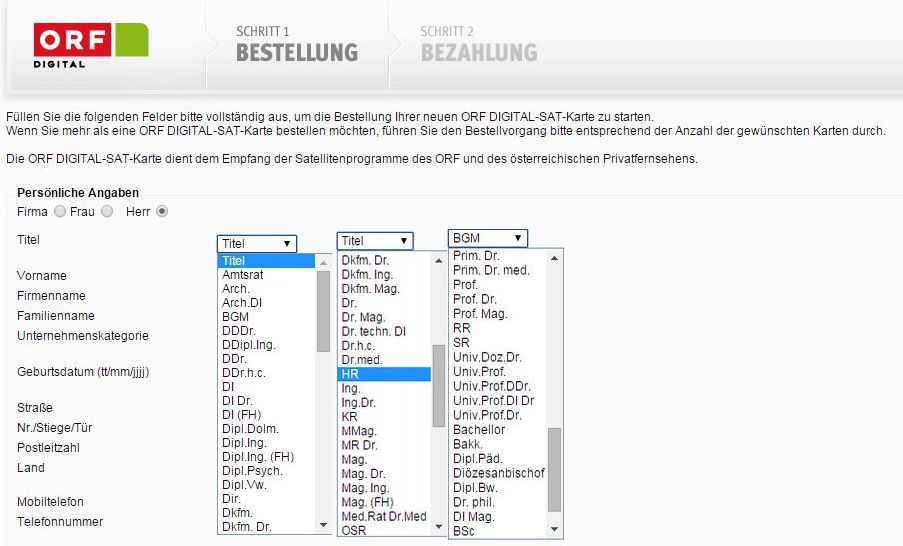 ORF
DIGITAL
SCHRITT 1
BESTELLUNG
SCHRITT 2
BEZAHLUNG
Füllen Sie die folgenden Felder bitte vollständig aus, um die Bestellung Ihrer neuen ORF DIGITAL-SAT-Karte zu starten.
Wenn Sie mehr als eine ORF DIGITAL-SAT-Karte bestellen möchten, führen Sie den Bestellvorgang bitte entsprechend der Anzahl der gewünschten Karten durch.
Die ORF DIGITAL-SAT-Karte dient dem Empfang der Satellitenprogramme des ORF und des österreichischen Privatfernsehens.
Persönliche Angaben
Firma Frau Herr
Titel
Vorname
Firmenname
Familienname
Unternehmenskategorie
Geburtsdatum (tt/mm/jjjj)
Straße
Nr./Stiege/Tür
Postleitzahl
Land
Mobiltelefon
Telefonnummer
Titel
Titel
Amtsrat
Arch.
Arch.DI
BGM
DDDr.
DDipl.Ing.
DDr.
DDr.h.c.
DI
DI Dr.
DI (FH)
Dipl.Dolm.
Dipl.Ing.
Dipl.Ing. (FH)
Dipl.Psych.
Dipl.Vw.
Dir.
Dkfm.
Dkfm. Dr.
Titel
Dkfm. Dr.
Dkfm. Ing.
Dkfm. Mag.
Dr.
Dr. Mag.
Dr. techn. DI
Dr.h.c.
Dr.med.
HR
Ing.
Ing.Dr.
KR
MMag.
MR Dr.
Mag.
Mag. Dr.
Mag. Ing.
Mag. (FH)
Med.Rat Dr.Med
OSR
BGM
Prim. Dr.
Prim. Dr. med.
Prof.
Prof. Dr.
Prof. Mag.
RR
SR
Univ.Doz.Dr.
Univ.Prof.
Univ.Prof.DDr.
Univ.Prof.DI Dr
Univ.Prof.Dr.
Bachellor
Bakk.
Dipl.Päd.
Diözesanbischof
Dipl.Bw.
Dr. phil.
DI Mag.
BSc